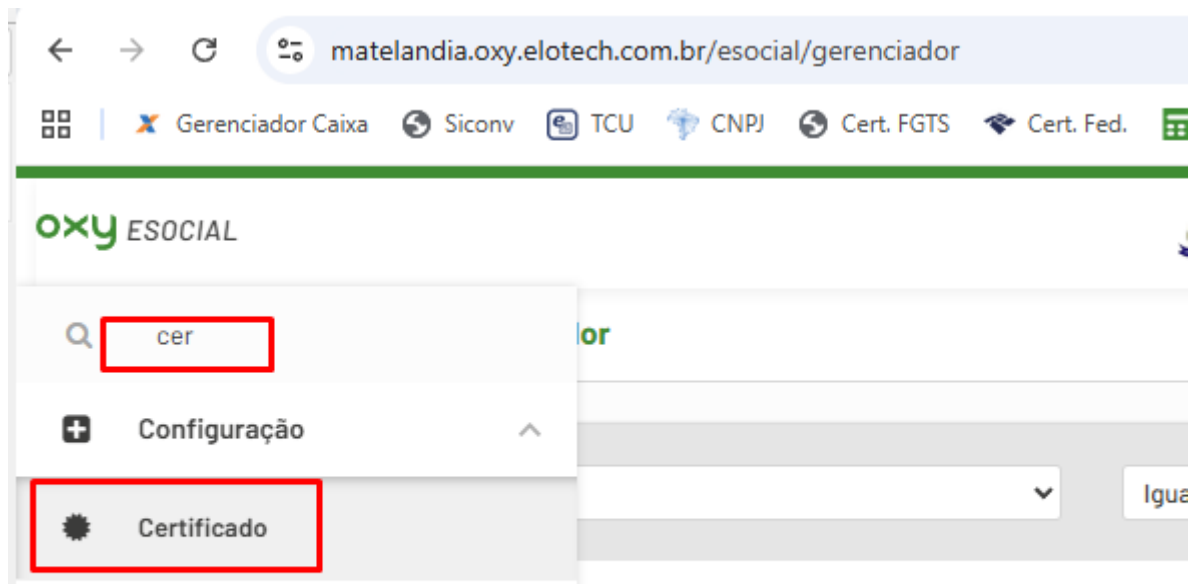 matelandia.oxy.elotech.com.br/esocial/gerenciador
Gerenciador Caixa Siconv TCU CNPJ Cert. FGTS Cert. Fed.
oxy ESOCIAL
cer
Configuração
Certificado